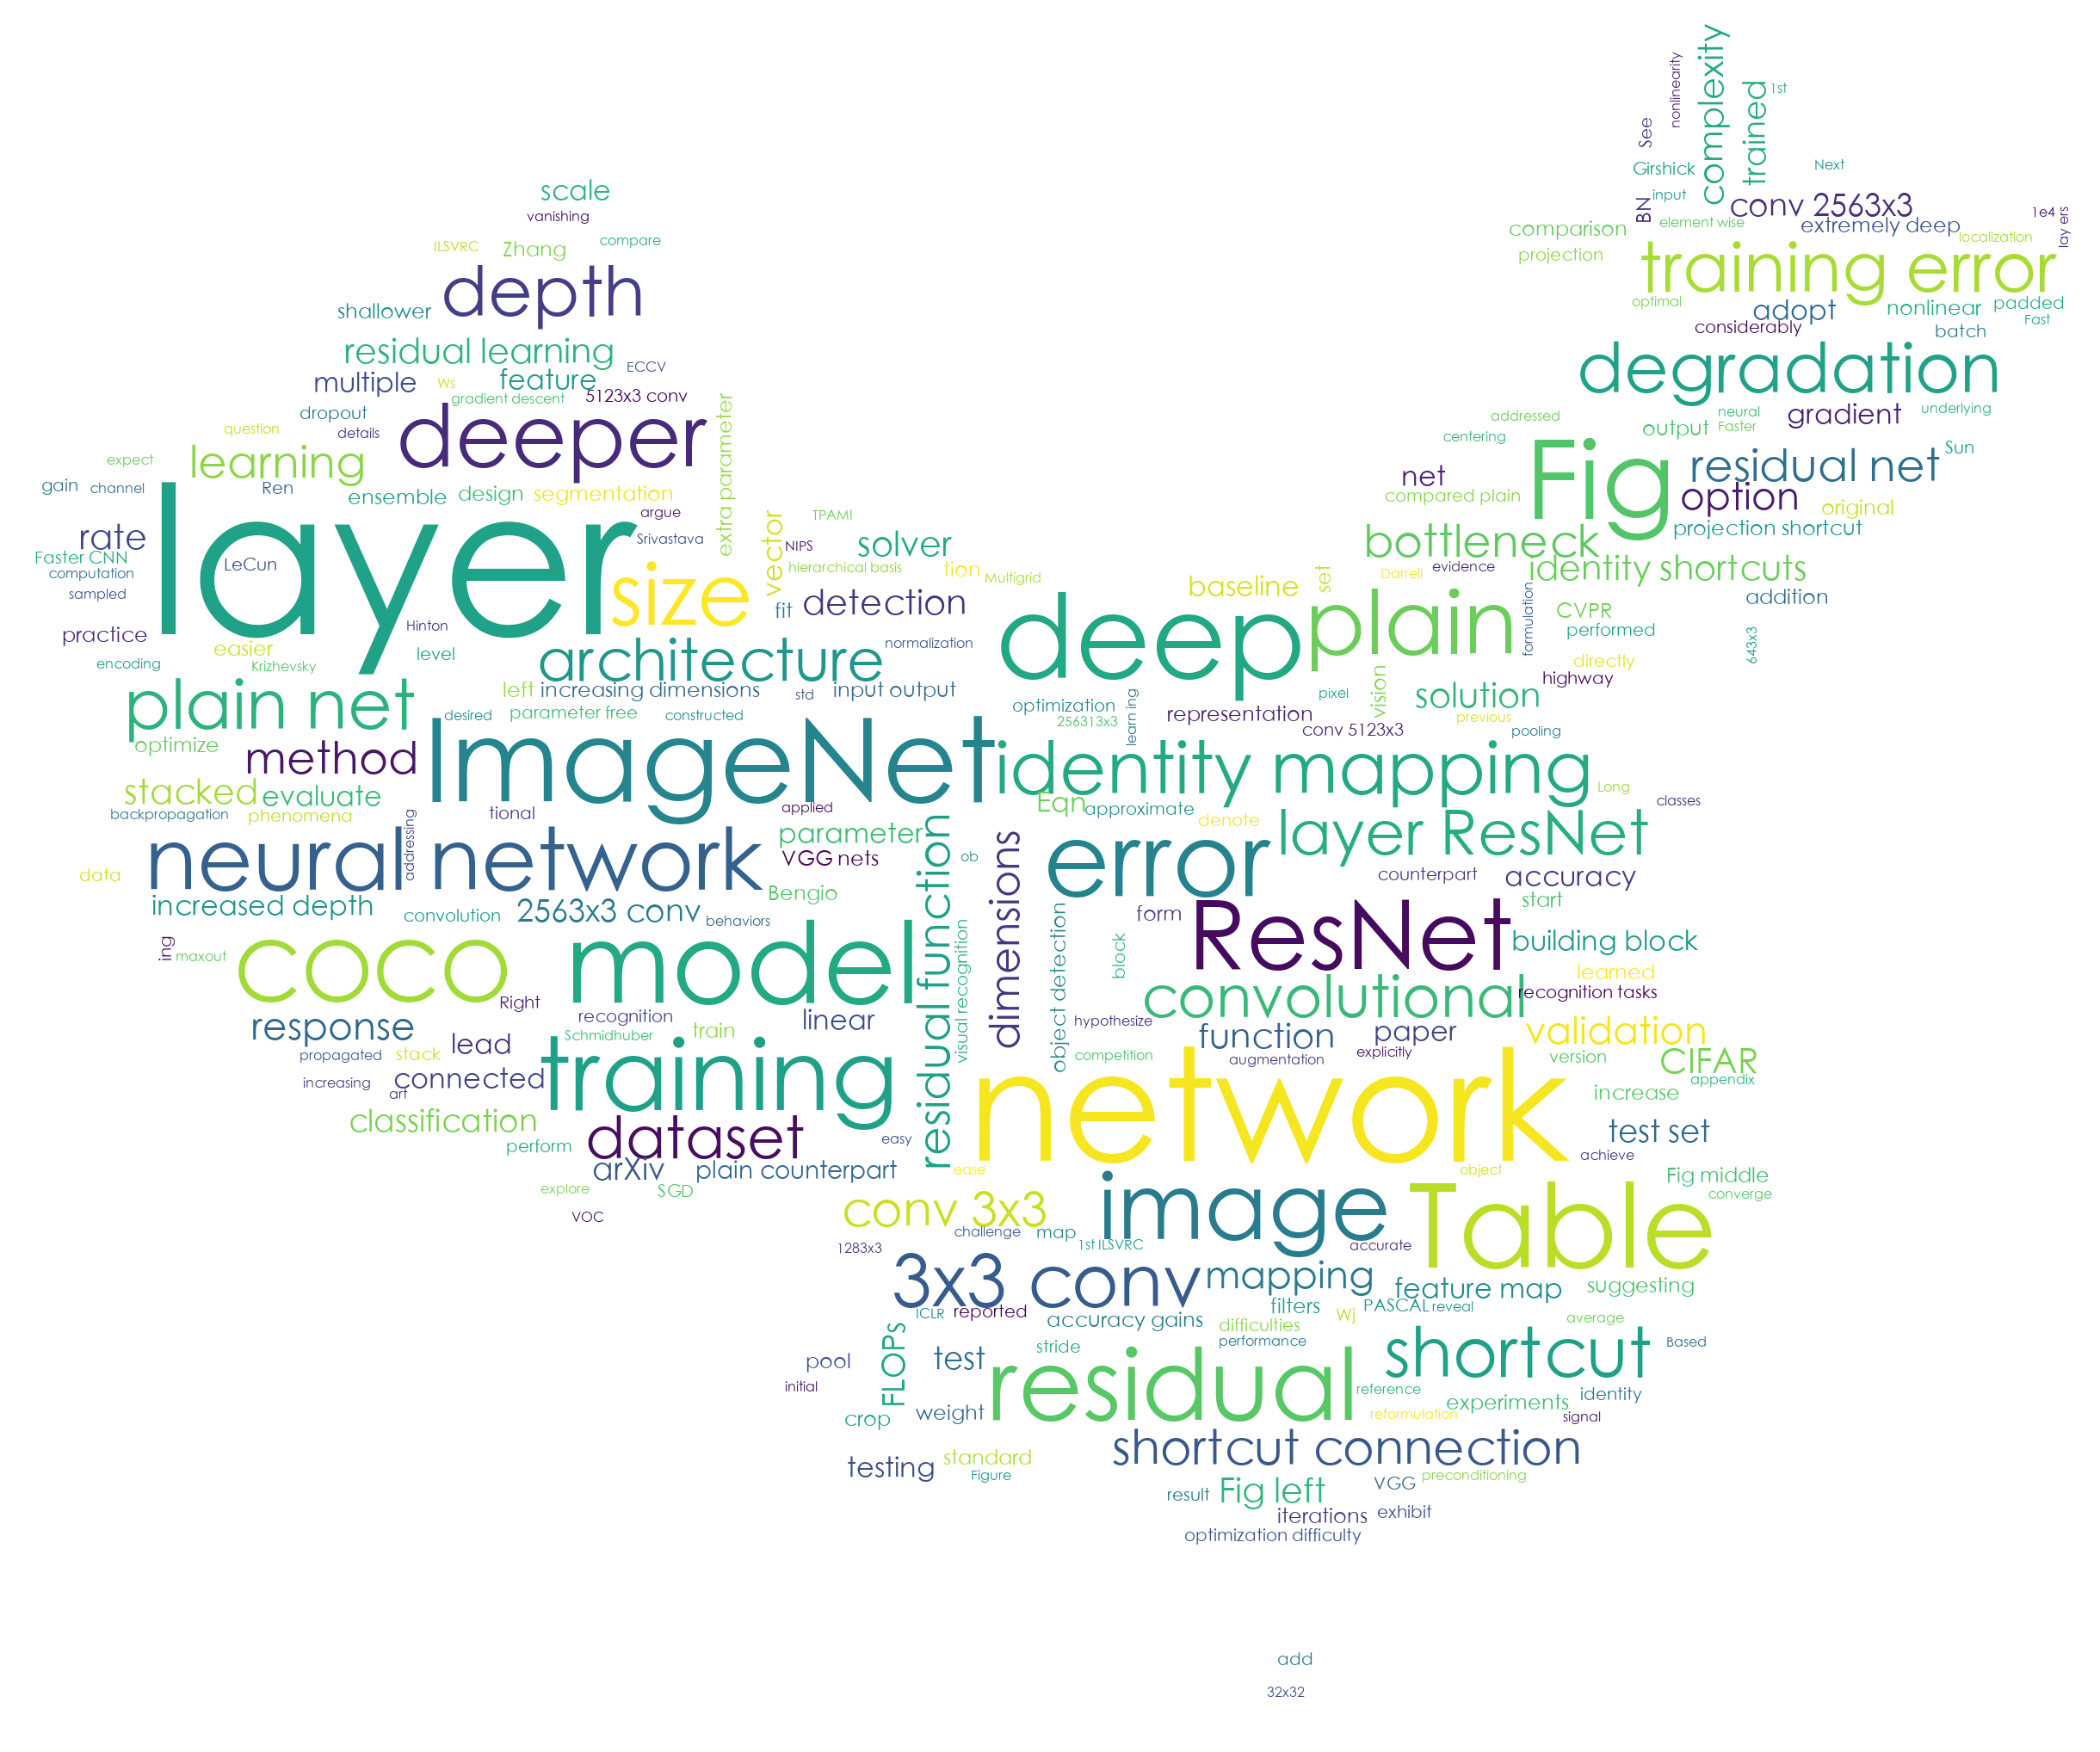 complexity
nonlinearity
trained
1st
See
Girshick
Next
input
BN
conv 2563x3
scale
vanishing
element wise
extremely deep
1e4
lay ers
comparison
localization
ILSVRC
Zhang
compare
projection
training error
depth
optimal
adopt
nonlinear
padded
shallower
considerably
batch
Fast
residual learning
degradation
multiple
Ws
feature
ECCV
gradient descent
5123x3 conv
dropout
details
deeper
extra parameter
addressed
neural
Faster
gradient
underlying
question
output
centering
Fig
Sun
expect
learning
residual net
gain
channel
Ren
ensemble
design
segmentation
net
compared plain
option
original
layer
argue
vector
TPAMI
rate
Srivastava
NIPS
solver
bottleneck
projection shortcut
Faster CNN
LeCun
hierarchical basis
tion
Multigrid
Darrell
evidence
identity shortcuts
computation
size
baseline
set
sampled
fit
detection
deep
plain
formulation
CVPR
addition
practice
Hinton
performed
643x3
easier
level
normalization
encoding
Krizhevsky
architecture
directly
highway
plain net
left
increasing dimensions
std
input output
pixel
vision
solution
desired
parameter free
constructed
optimization
256313x3
learn ing
representation
conv 5123x3
previous
pooling
optimize
method
ImageNet
identity mapping
stacked
evaluate
Eqn
approximate
Long
classes
backpropagation
phenomena
addressing
tional
applied
denote
neural network
parameter
VGG nets
residual function
ob
dimensions
error
layer ResNet
data
counterpart
accuracy
increased depth
convolution
2563x3 conv
behaviors
Bengio
object detection
form
start
ResNet
ing
maxout
coco
model
visual recognition
block
building block
learned
Right
recognition
linear
convolutional
recognition tasks
response
Schmidhuber
train
hypothesize
function
paper
validation
propagated
stack
lead
competition
augmentation
explicitly
version
CIFAR
increasing
art
connected
training
network
appendix
increase
classification
perform
dataset
easy
test set
achieve
arXiv
plain counterpart
ease
object
Fig middle
explore
SGD
converge
VOC
conv 3x3
image
Table
1283x3
challenge
map
1st ILSVRC
accurate
3x3 conv
mapping
feature map
suggesting
ICLR
reported
filters
Wj
PASCAL
reveal
accuracy gains
difficulties
average
FLOPs
test
stride
performance
shortcut
Based
pool
initial
residual
reference
identity
crop
weight
reformulation
experiments
signal
shortcut connection
testing
standard
Figure
VGG
preconditioning
result
Fig left
iterations
exhibit
optimization difficulty
add
32x32